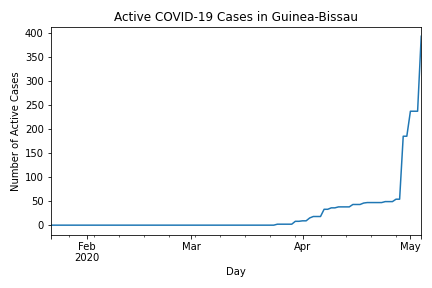 Active COVID-19 Cases in Guinea-Bissau
Number of Active Cases
400
350
300
250
200
150
100
50
0
Feb
2020
Mar
Apr
May
Day